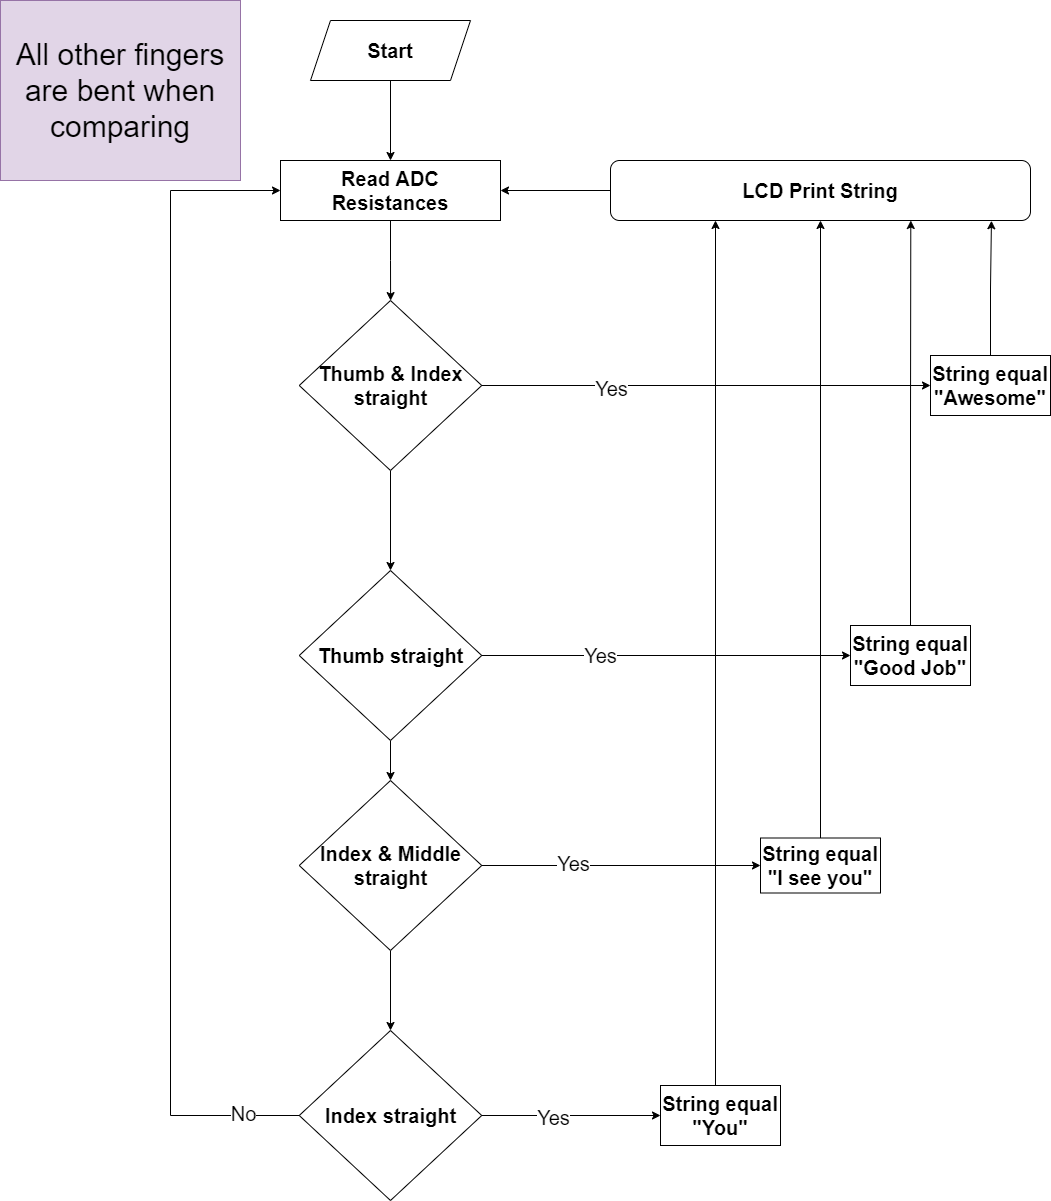 All other fingers
are bent when
comparing
Start
Read ADC
Resistances
LCD Print String
Thumb & Index
straight
Yes
String equal
"Awesome"
Thumb straight
Yes
String equal
"Good Job"
Index & Middle
straight
Yes
String equal
"I see you"
No
Index straight
Yes
String equal
"You"